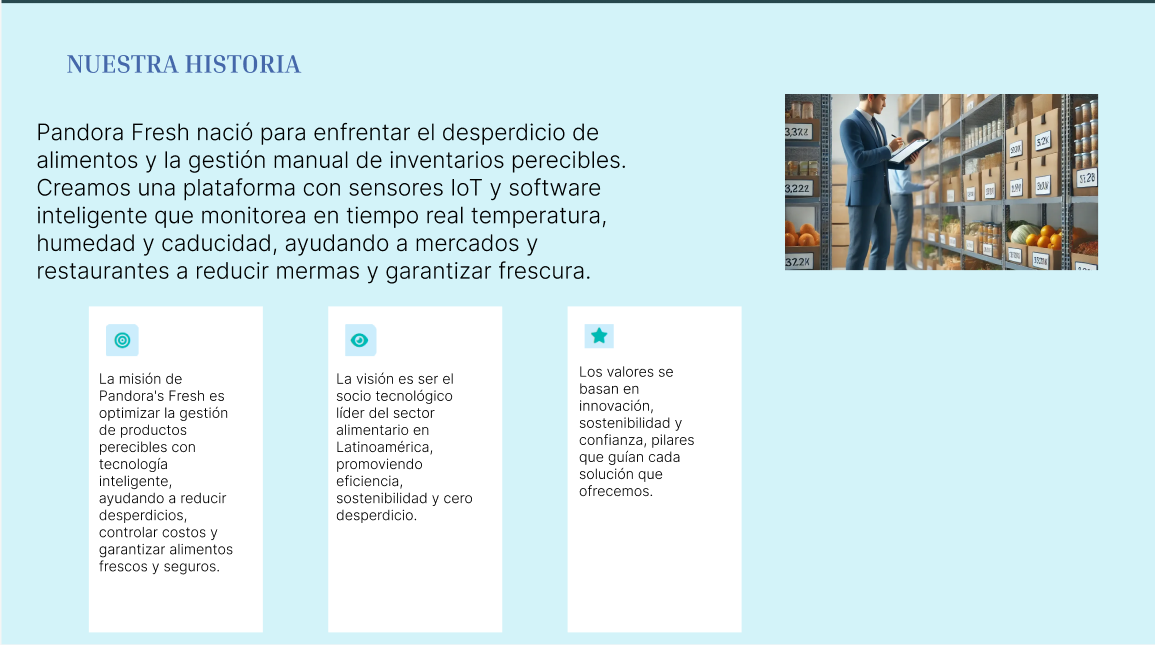 NUESTRA HISTORIA
Pandora Fresh nació para enfrentar el desperdicio de
alimentos y la gestión manual de inventarios perecibles.
Creamos una plataforma con sensores IoT y software
inteligente que monitorea en tiempo real temperatura,
humedad y caducidad, ayudando a mercados y
restaurantes a reducir mermas y garantizar frescura.
La misión de
Pandora's Fresh es
optimizar la gestión
de productos
perecibles con
tecnología
inteligente,
ayudando a reducir
desperdicios,
controlar costos y
garantizar alimentos
frescos y seguros.
La visión es ser el
socio tecnológico
líder del sector
alimentario en
Latinoamérica,
promoviendo
eficiencia,
sostenibilidad y cero
desperdicio.
Los valores se
basan en
innovación,
sostenibilidad y
confianza, pilares
que guían cada
solución que
ofrecemos.